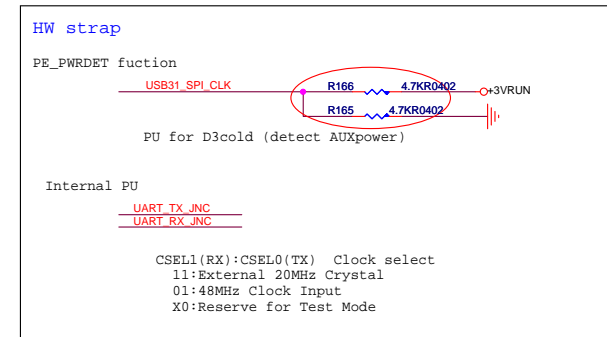 HW strap
PE_PWRDET fuction
USB31_SPI_CLK
R166 4.7KR0402 +3VRUN
R165 4.7KR0402
PU for D3cold (detect AUXpower)
Internal PU
UART_TX_JNC
UART_RX_JNC
CSEL1(RX):CSEL0(TX) Clock select
11:External 20MHz Crystal
01:48MHz Clock Input
X0:Reserve for Test Mode